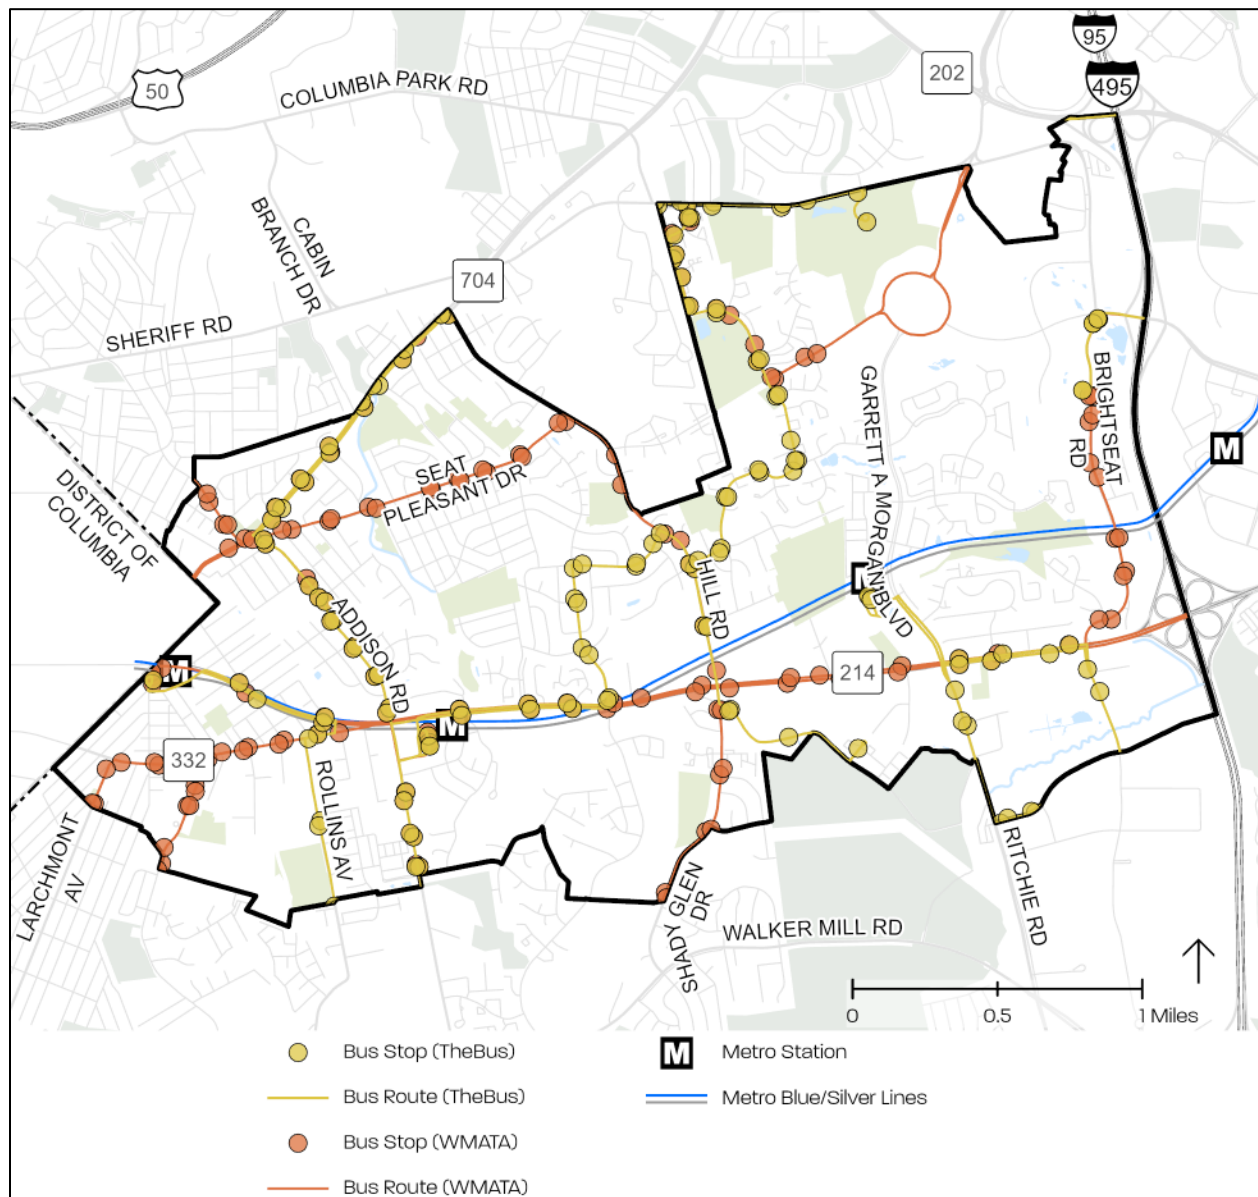 95
495
202
50
COLUMBIA PARK RD
CABIN
BRANCH DR
704
SHERIFF RD
GARRETT A MORGAN BLVD
BRIGHTSEAT
RD
M
SEAT
PLEASANT DR
DISTRICT OF
COLUMBIA
M
HILL RD
ADDISON RD
M
214
M
332
ROLLINS AV
LARCHMONT
AV
RITCHIE RD
SHADY GLEN
DR
WALKER MILL RD
0
0.5
1 Miles
Bus Stop (TheBus)
M
Metro Station
Bus Route (TheBus)
Metro Blue/Silver Lines
Bus Stop (WMATA)
Bus Route (WMATA)